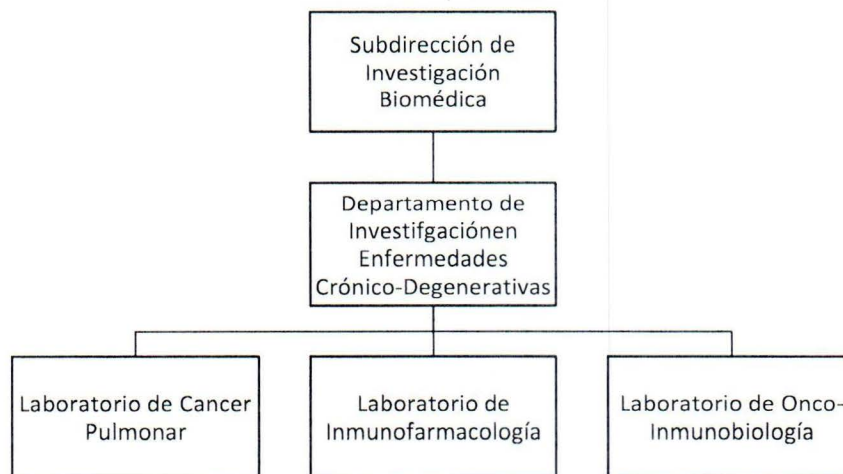 Subdirección de
Investigación
Biomédica
Departamento de
Investifgaciónen
Enfermedades
Crónico-Degenerativas
Laboratorio de Cancer
Pulmonar
Laboratorio de
Inmunofarmacología
Laboratorio de Onco-
Inmunobiología